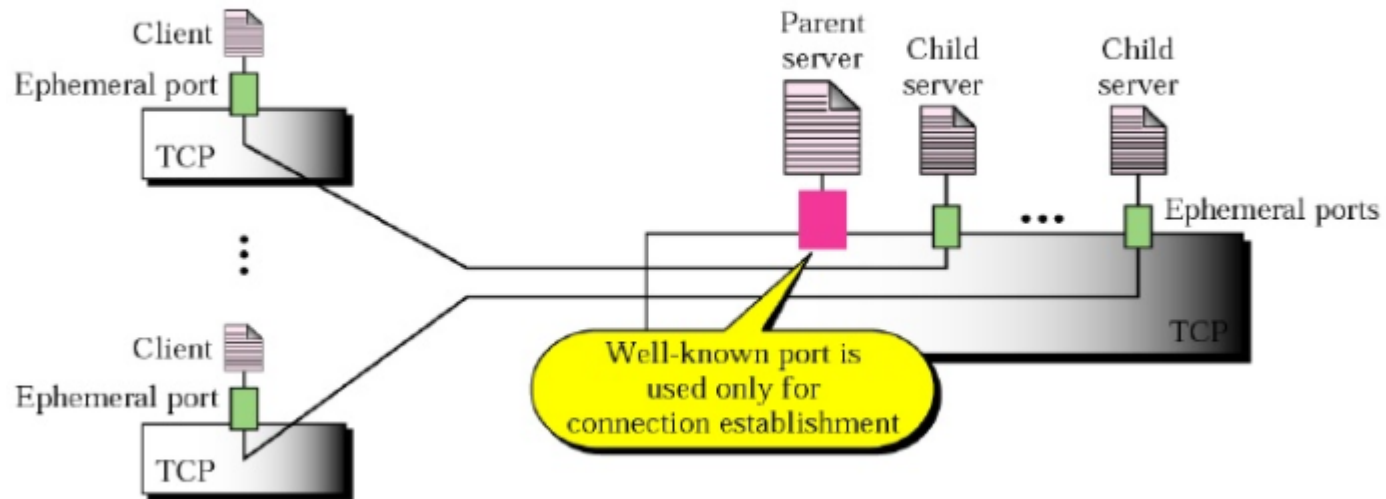 Client
Ephemeral port
TCP
Client
Ephemeral port
TCP
Parent
server
Child
server
Child
server
Ephemeral ports
TCP
Well-known port is
used only for
connection establishment